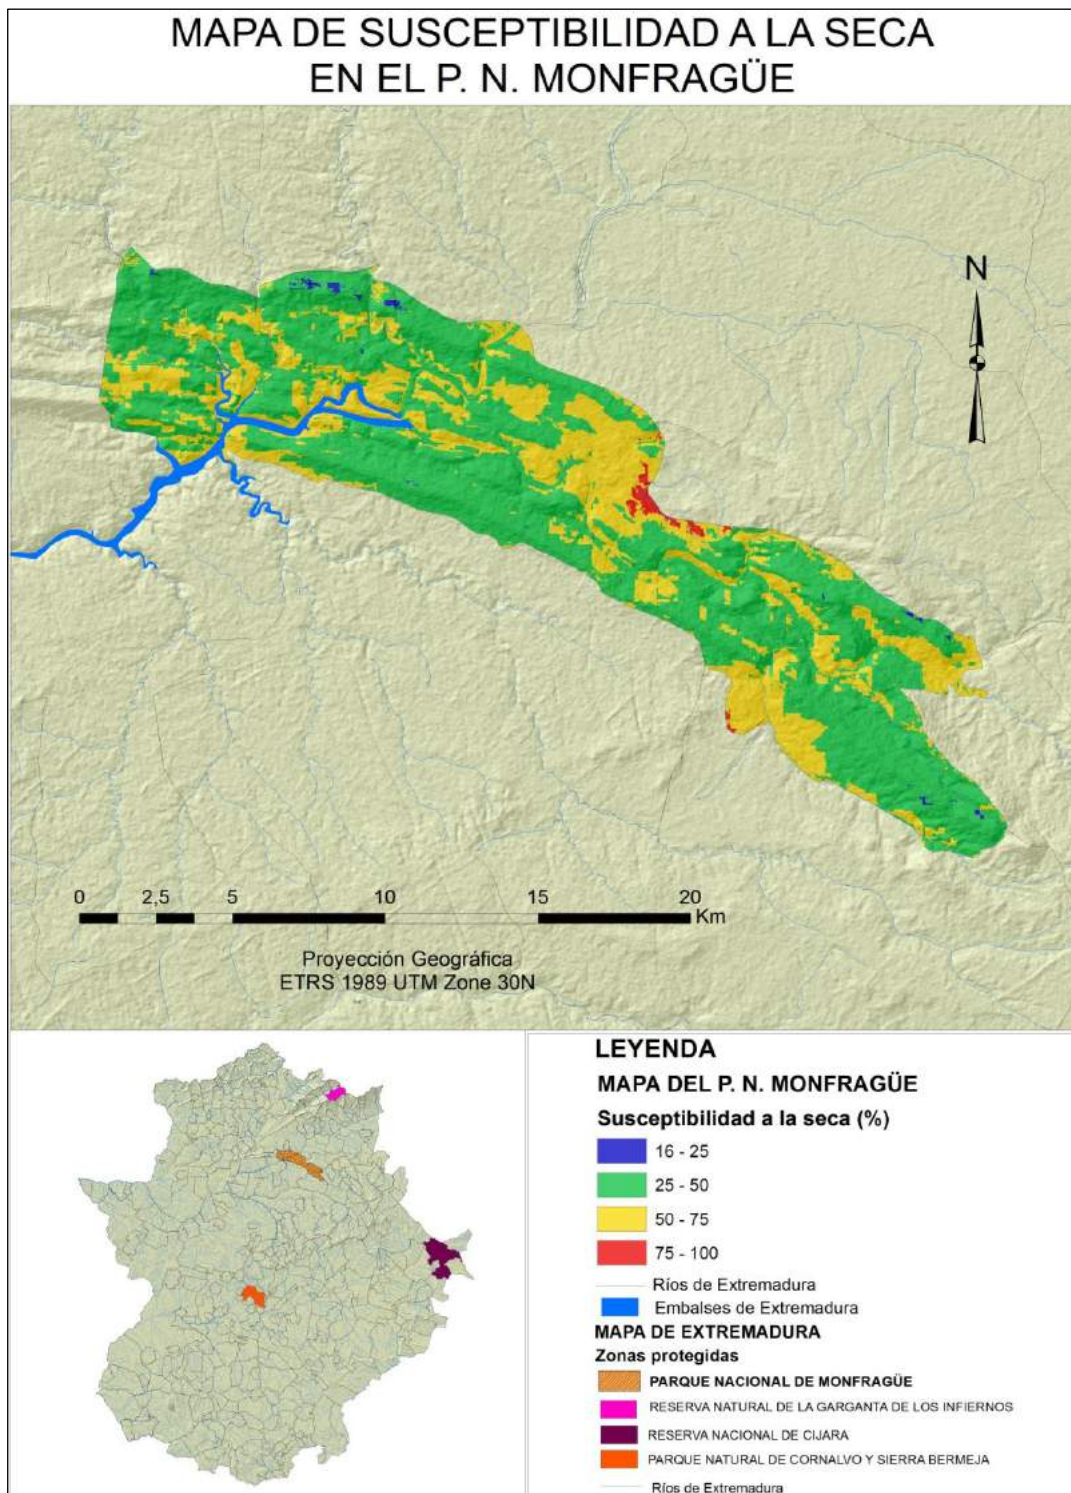 MAPA DE SUSCEPTIBILIDAD A LA SECA
EN EL P. N. MONFRAGÜE
N
0 2,5 5 10 15 20
Km
Proyección Geográfica
ETRS 1989 UTM Zone 30N
LEYENDA
MAPA DEL P. N. MONFRAGÜE
Susceptibilidad a la seca (%)
16 - 25
25 - 50
50 - 75
75 - 100
Ríos de Extremadura
Embalses de Extremadura
MAPA DE EXTREMADURA
Zonas protegidas
PARQUE NACIONAL DE MONFRAGÜE
RESERVA NATURAL DE LA GARGANTA DE LOS INFIERNOS
RESERVA NACIONAL DE CIJARA
PARQUE NATURAL DE CORNALVO Y SIERRA BERMEJA
Ríos de Extremadura